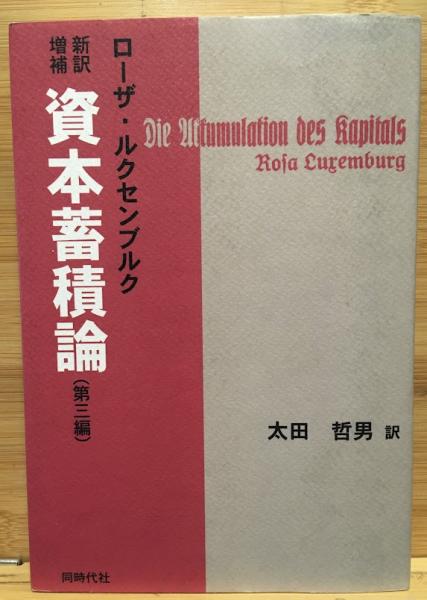 ローザ・ルクセンブルク
新訳
増補
資本蓄積論
(第三編)
Die Akkumulation des Kapitals
Rosa Luxemburg
太田 哲男 訳
同時代社